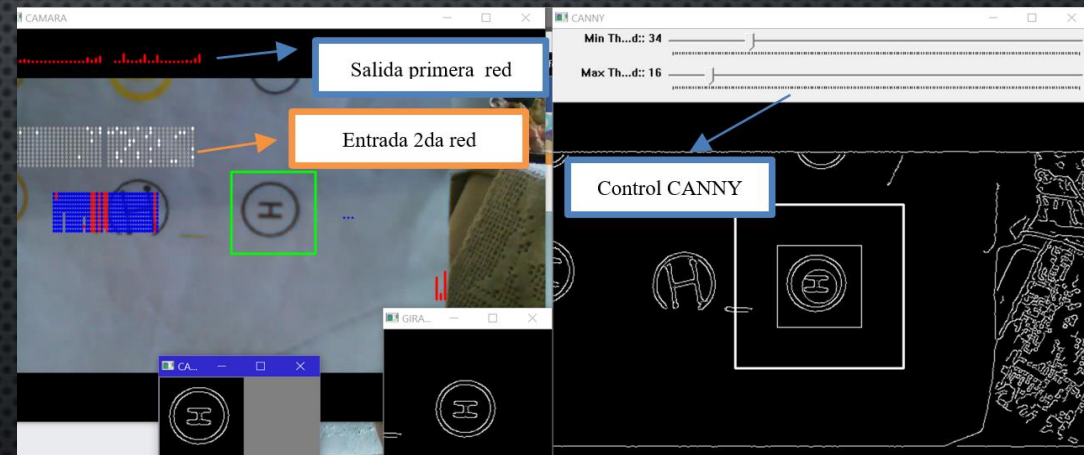 CAMARA
CANNY
Min Th...d:: 34
Max Th...d:: 16
Salida primera red
Entrada 2da red
Control CANNY
H
H
GIRA...
CA...
H
H
H